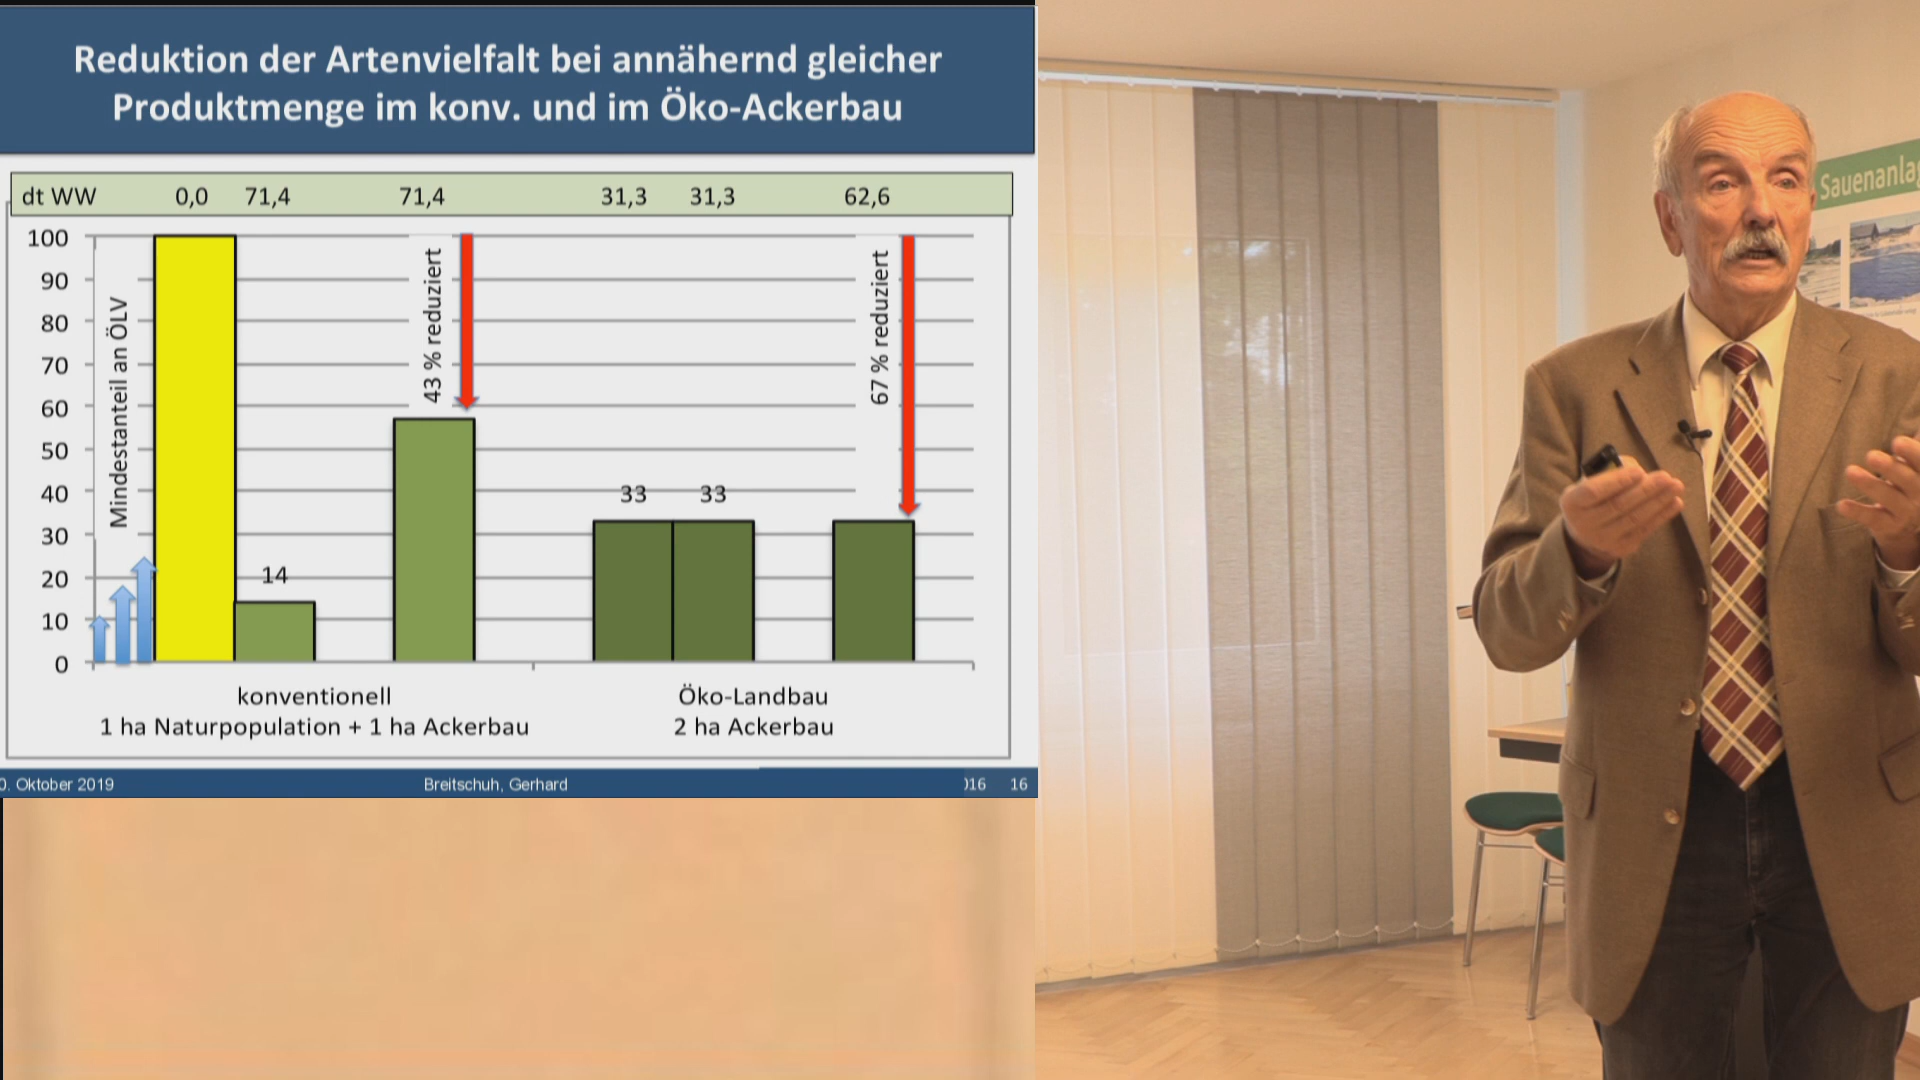 Reduktion der Artenvielfalt bei annähernd gleicher
Produktmenge im konv. und im Öko-Ackerbau
dt WW 0,0 71,4 71,4 31,3 31,3 62,6
100
90
80
70
60
50
40
30
20
10
0
Mindestanteil an ÖLV
14
43 % reduziert
33 33
67 % reduziert
konventionell
1 ha Naturpopulation + 1 ha Ackerbau
Öko-Landbau
2 ha Ackerbau
0. Oktober 2019 Breitschuh, Gerhard 016 16
Sauenanla